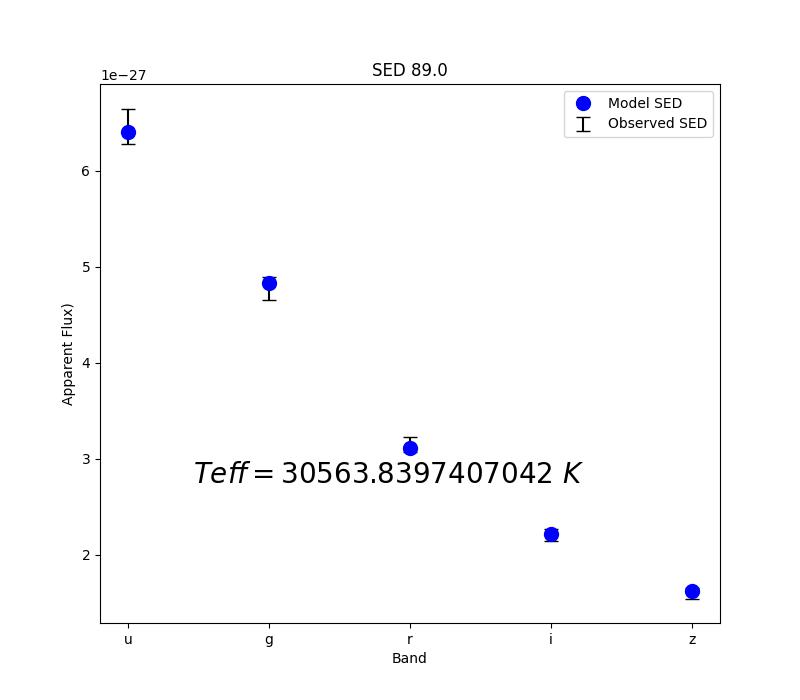 SED 89.0
1e−27
Model SED
Observed SED
6
5
4
3
2
Apparent Flux)
Teff = 30563.8397407042 K
u g r i z
Band